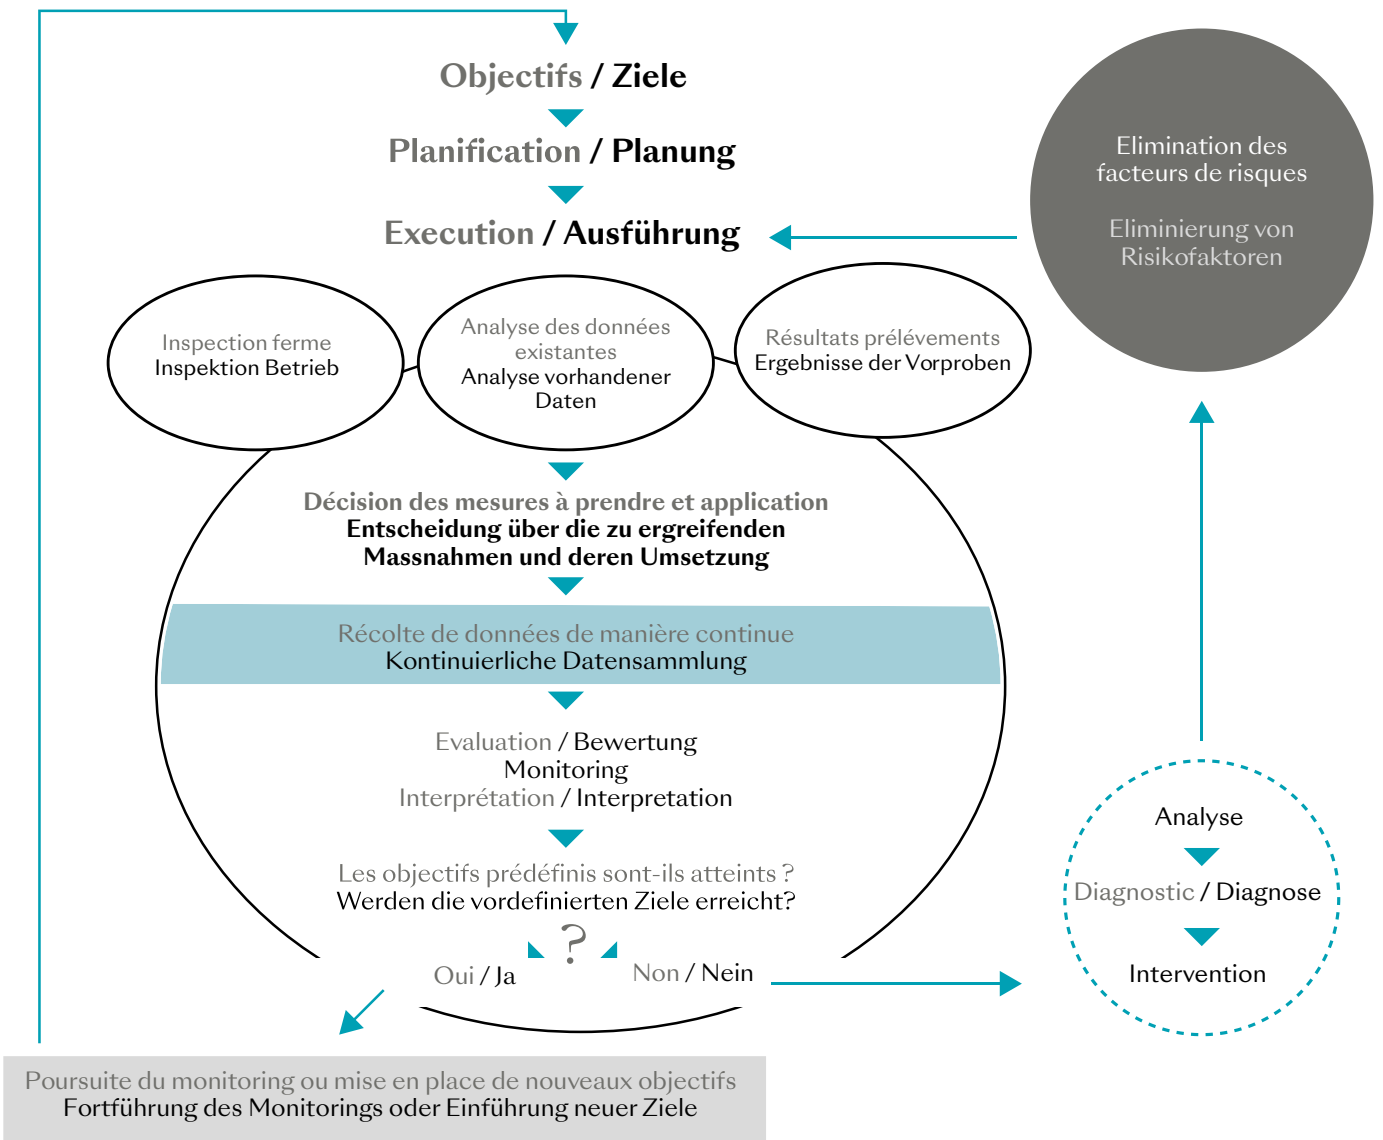 Objectifs / Ziele
Planification / Planung
Execution / Ausführung
Elimination des
facteurs de risques
Eliminierung von
Risikofaktoren
Inspection ferme
Inspektion Betrieb
Analyse des données
existantes
Analyse vorhandener
Daten
Résultats prélévements
Ergebnisse der Vorproben
Décision des mesures à prendre et application
Entscheidung über die zu ergreifenden
Massnahmen und deren Umsetzung
Récolte de données de manière continue
Kontinuierliche Datensammlung
Evaluation / Bewertung
Monitoring
Interprétation / Interpretation
Les objectifs prédéfinis sont-ils atteints ?
Werden die vordefinierten Ziele erreicht?
?
Oui / Ja
Non / Nein
Analyse
Diagnostic / Diagnose
Intervention
Poursuite du monitoring ou mise en place de nouveaux objectifs
Fortführung des Monitorings oder Einführung neuer Ziele